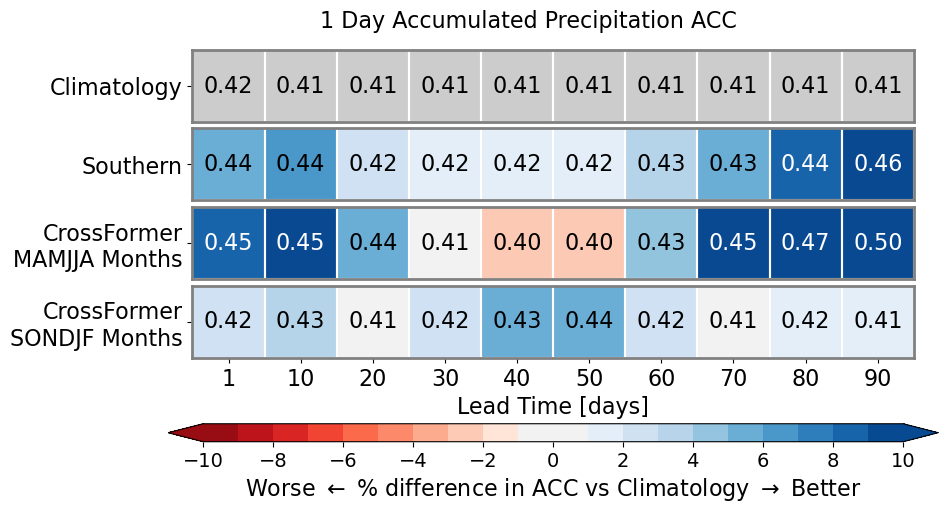 1 Day Accumulated Precipitation ACC
Climatology 0.42 0.41 0.41 0.41 0.41 0.41 0.41 0.41 0.41 0.41
Southern 0.44 0.44 0.42 0.42 0.42 0.42 0.43 0.43 0.44 0.46
CrossFormer
MAMJJA Months 0.45 0.45 0.44 0.41 0.40 0.40 0.43 0.45 0.47 0.50
CrossFormer
SONDJF Months 0.42 0.43 0.41 0.42 0.43 0.44 0.42 0.41 0.42 0.41
1 10 20 30 40 50 60 70 80 90
Lead Time [days]
−10 −8 −6 −4 −2 0 2 4 6 8 10
Worse ← % difference in ACC vs Climatology → Better